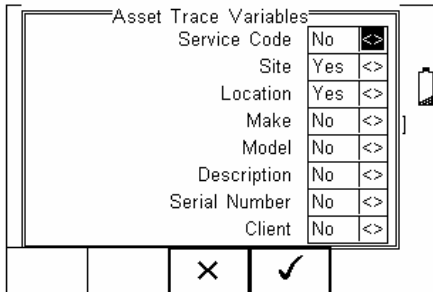 Asset Trace Variables
Service Code No <>
Site Yes <>
Location Yes <>
Make No <>
Model No <>
Description No <>
Serial Number No <>
Client No <>